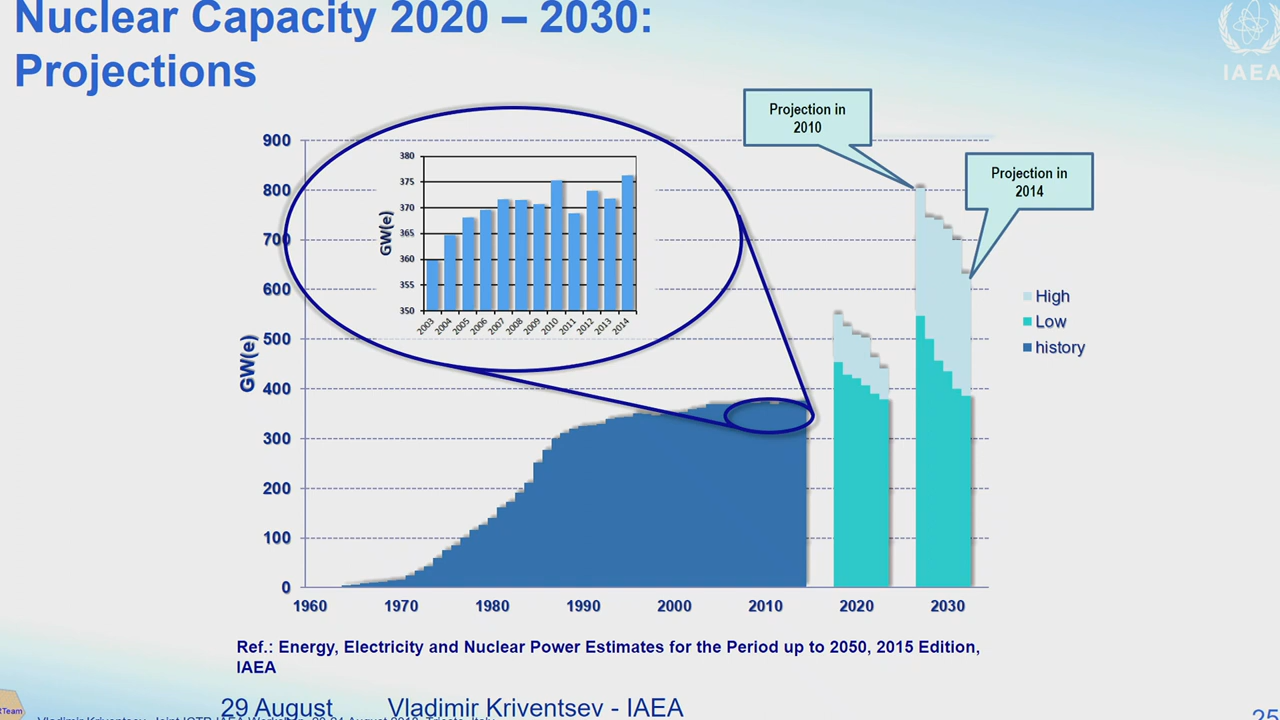 Nuclear Capacity 2020 – 2030:
Projections
IAEA
Projection in
2010
Projection in
2014
GW(e)
900
800
700
600
500
400
300
200
100
0
1960 1970 1980 1990 2000 2010 2020 2030
GW(e)
380
375
370
365
360
355
350
2003 2004 2005 2006 2007 2008 2009 2010 2011 2012 2013 2014
High
Low
history
Ref.: Energy, Electricity and Nuclear Power Estimates for the Period up to 2050, 2015 Edition,
IAEA
29 August Vladimir Kriventsev - IAEA
Team
25